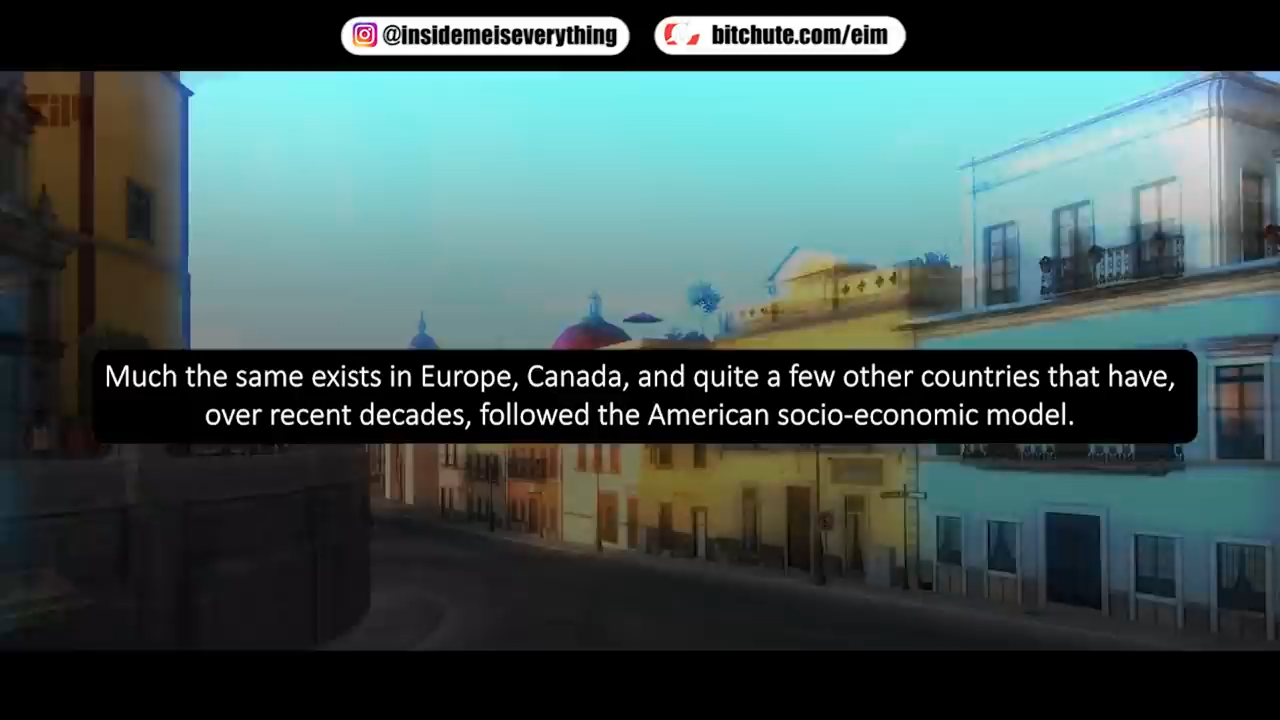 @insidemeiseverything
bitchute.com/eim
Much the same exists in Europe, Canada, and quite a few other countries that have,
over recent decades, followed the American socio-economic model.